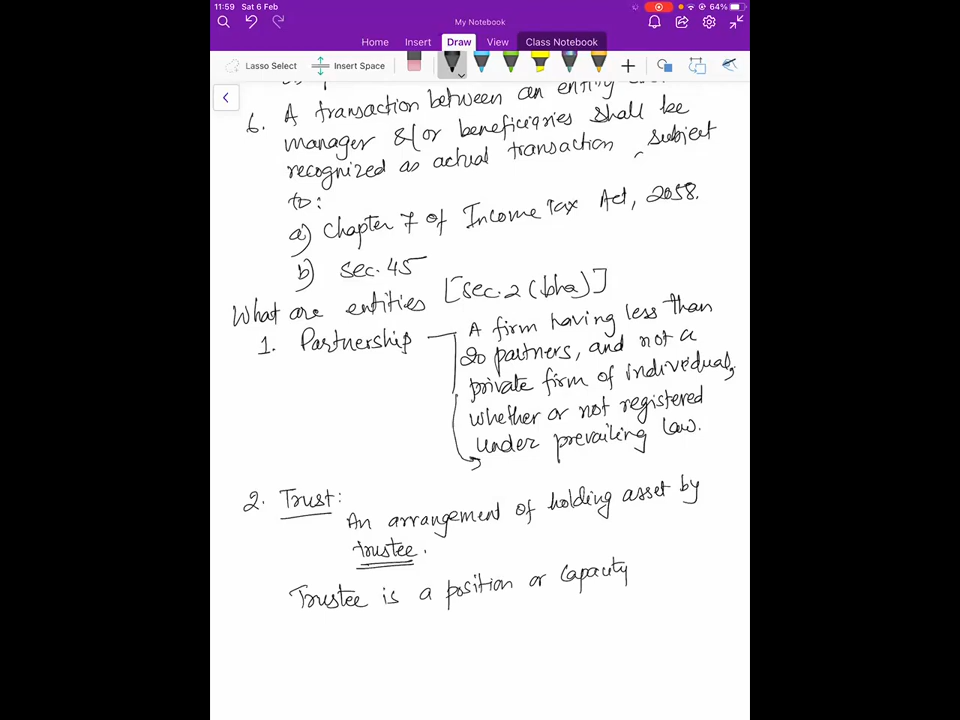 11:59 Sat 6 Feb
64%
My Notebook
Home Insert Draw View Class Notebook
Lasso Select Insert Space
6. A transaction between an entity
manager &/or beneficiaries shall be
recognized as actual transaction, subject
to:
a) Chapter 7 of Income Tax Act, 2058.
b) sec. 45
What are entities [sec. 2 (bha)]
1. Partnership
A firm having less than
20 partners, and not a
private firm of individual,
whether or not registered
under prevailing law.
2. Trust:
An arrangement of holding asset by
trustee.
Trustee is a position or capacity